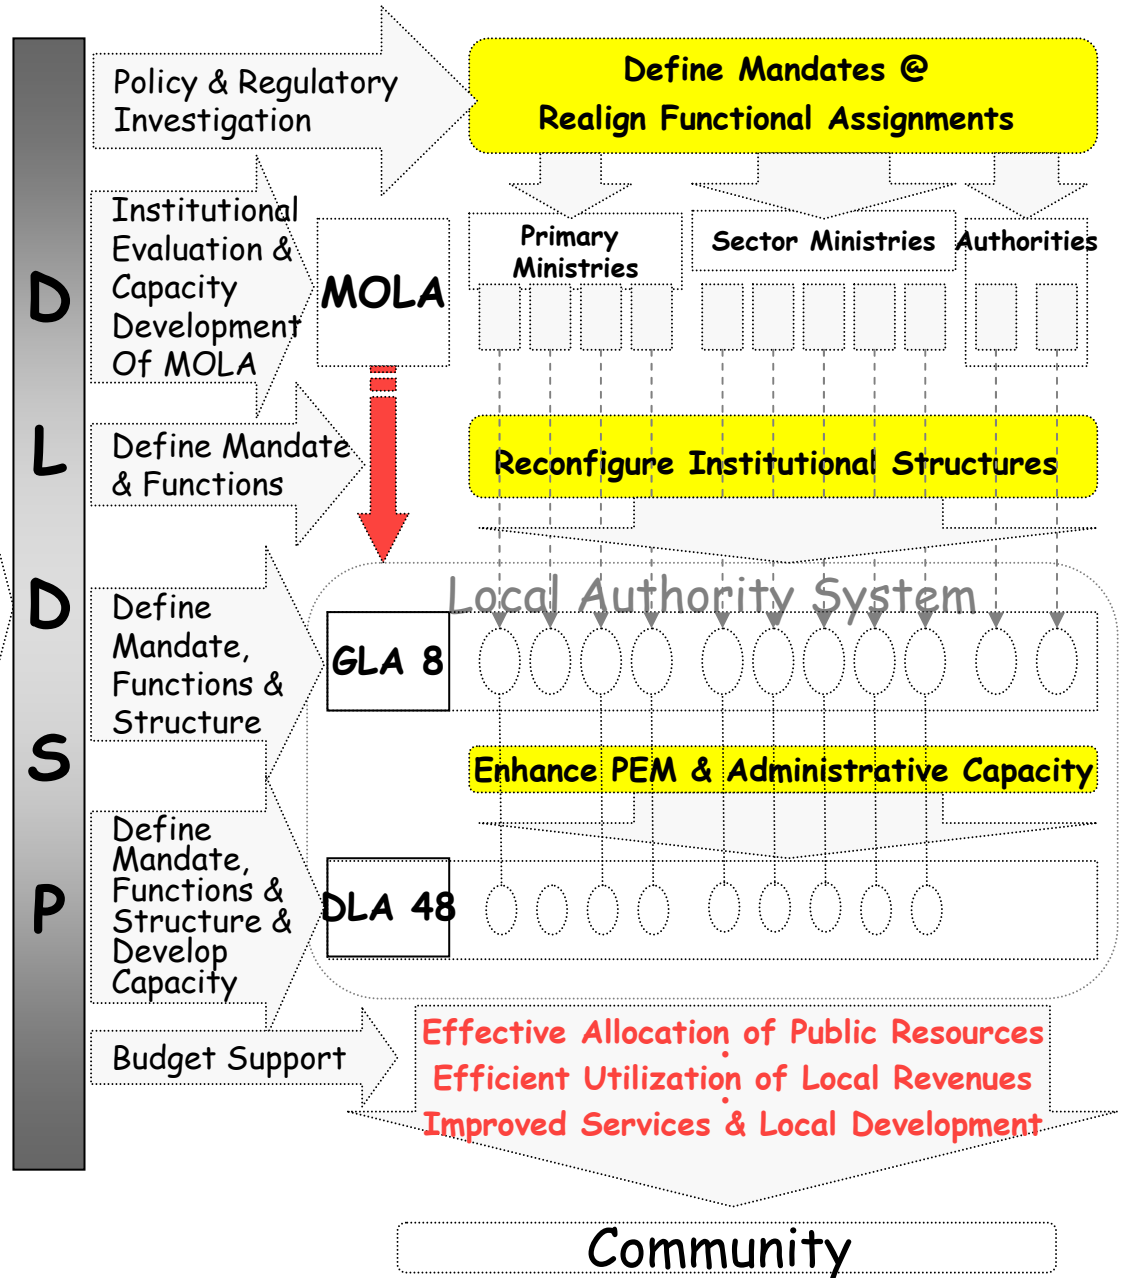 D
L
D
S
P
Policy & Regulatory
Investigation
Define Mandates @
Realign Functional Assignments
Institutional
Evaluation &
Capacity
Development
Of MOLA
MOLA
Primary
Ministries
Sector Ministries
Authorities
Define Mandate
& Functions
Reconfigure Institutional Structures
Local Authority System
Define
Mandate,
Functions &
Structure
GLA 8
Enhance PEM & Administrative Capacity
Define
Mandate,
Functions &
Structure &
Develop
Capacity
DLA 48
Budget Support
Effective Allocation of Public Resources
•
Efficient Utilization of Local Revenues
•
Improved Services & Local Development
Community